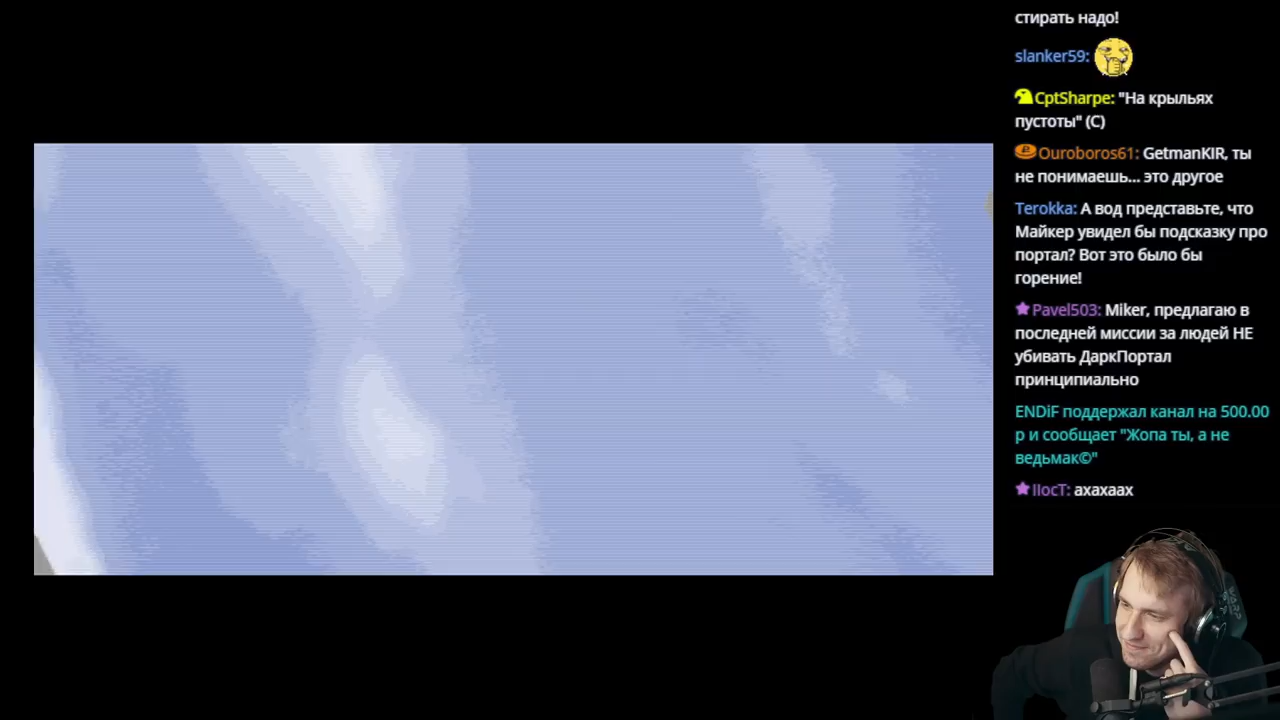 стирать надо!
slanker59:
CptSharpe: "На крыльях
пустоты" (C)
Ouroboros61: GetmanKIR, ты
не понимаешь... это другое
Terokka: А вод представьте, что
Майкер увидел бы подсказку про
портал? Вот это было бы
горение!
Pavel503: Miker, предлагаю в
последней миссии за людей НЕ
убивать ДаркПортал
принципиально
ENDiF поддержал канал на 500.00
р и сообщает "Жопа ты, а не
ведьмак©"
IIocT: ахахаах